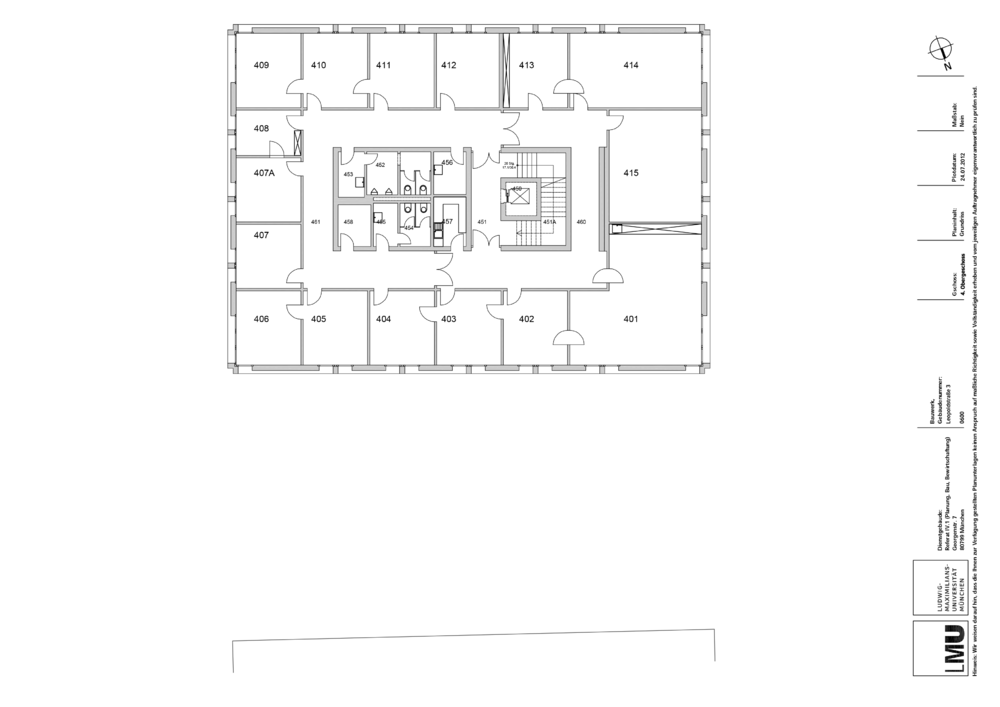 409
410
411
412
413
414
408
407A
415
453
452
456
458
454
457
451
451A
460
461
407
406
405
404
403
402
401
N
Maßstab:
Nein
Plotdatum:
24.07.2012
Planinhalt:
Grundriss
Gschoss:
4. Obergeschoss
Bauwerk,
Gebäudenummer:
Leopoldstraße 3
0600
Dienstgebäude:
Referat IV.1 (Planung, Bau, Bewirtschaftung)
Georgenstr. 7
80799 München
LUDWIG-
MAXIMILIANS-
UNIVERSITÄT
MÜNCHEN
LMU
Hinweis: Wir weisen darauf hin, dass die Ihnen zur Verfügung gestellten Planunterlagen keinen Anspruch auf maßliche Richtigkeit sowie Vollständigkeit erheben und vom jeweiligen Auftragnehmer eigenverantwortlich zu prüfen sind.